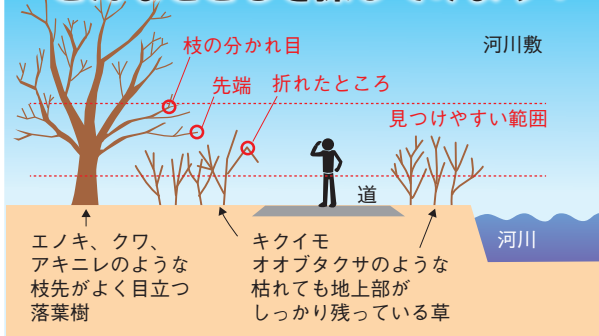 枝の分かれ目
河川敷
先端
折れたところ
見つけやすい範囲
道
河川
エノキ、クワ、
アキニレのような
枝先がよく目立つ
落葉樹
キクイモ
オオブタクサのような
枯れても地上部が
しっかり残っている草